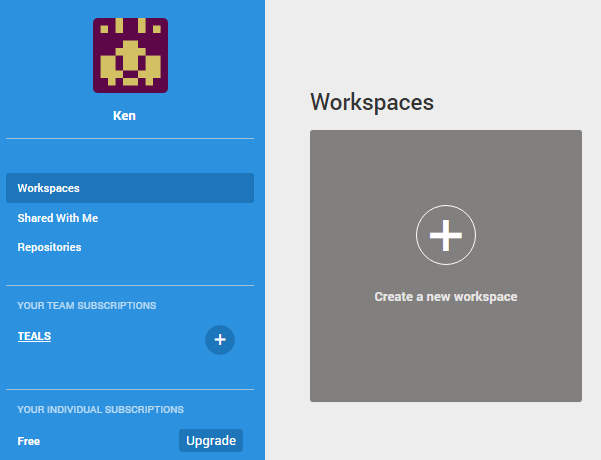 Ken
Workspaces
Shared With Me
Repositories
YOUR TEAM SUBSCRIPTIONS
TEALS
YOUR INDIVIDUAL SUBSCRIPTIONS
Free Upgrade
Workspaces
Create a new workspace